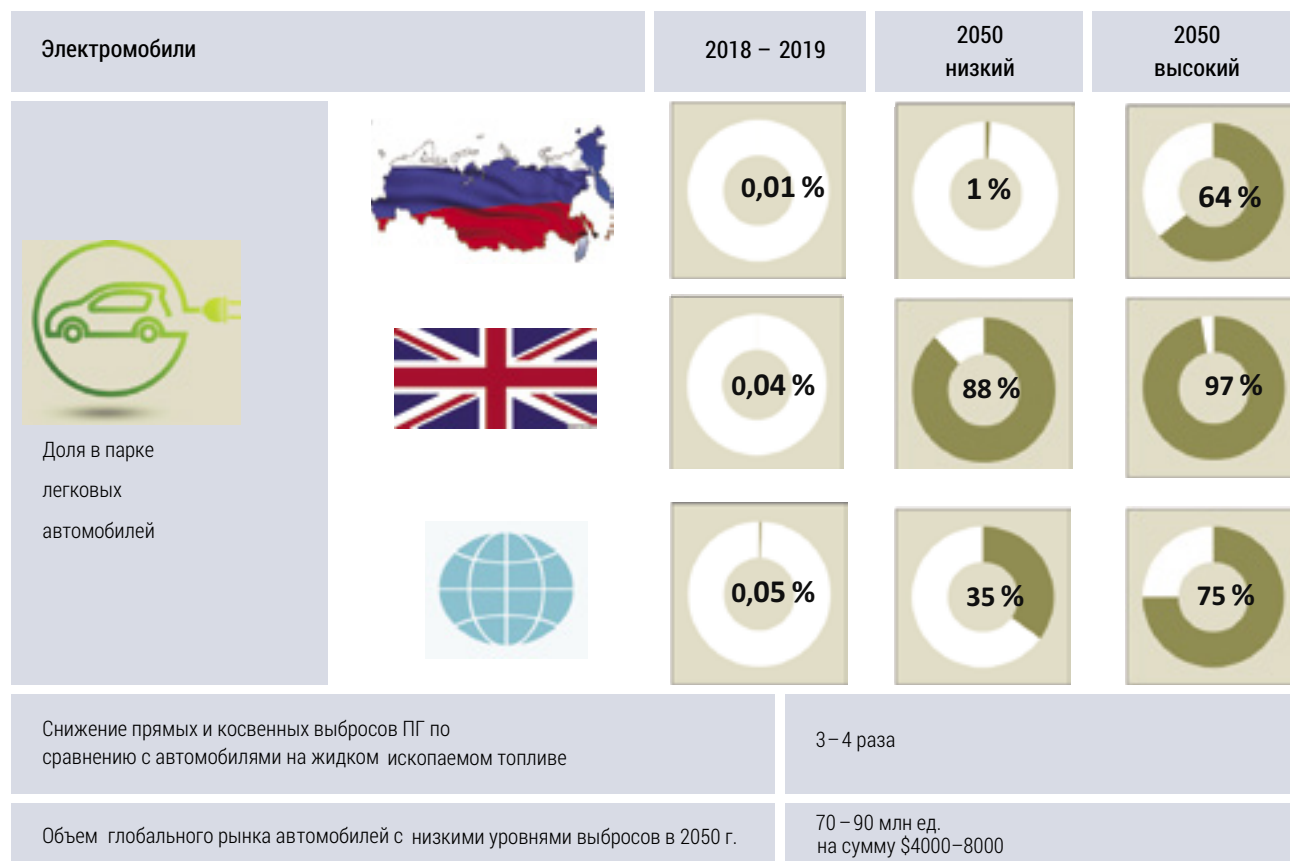 Электромобили
2018 – 2019
2050
низкий
2050
высокий
0,01 %
1 %
64 %
0,04 %
88 %
97 %
Доля в парке
легковых
автомобилей
0,05 %
35 %
75 %
Снижение прямых и косвенных выбросов ПГ по
сравнению с автомобилями на жидком ископаемом топливе
3–4 раза
Объем глобального рынка автомобилей с низкими уровнями выбросов в 2050 г.
70–90 млн ед.
на сумму $4000–8000